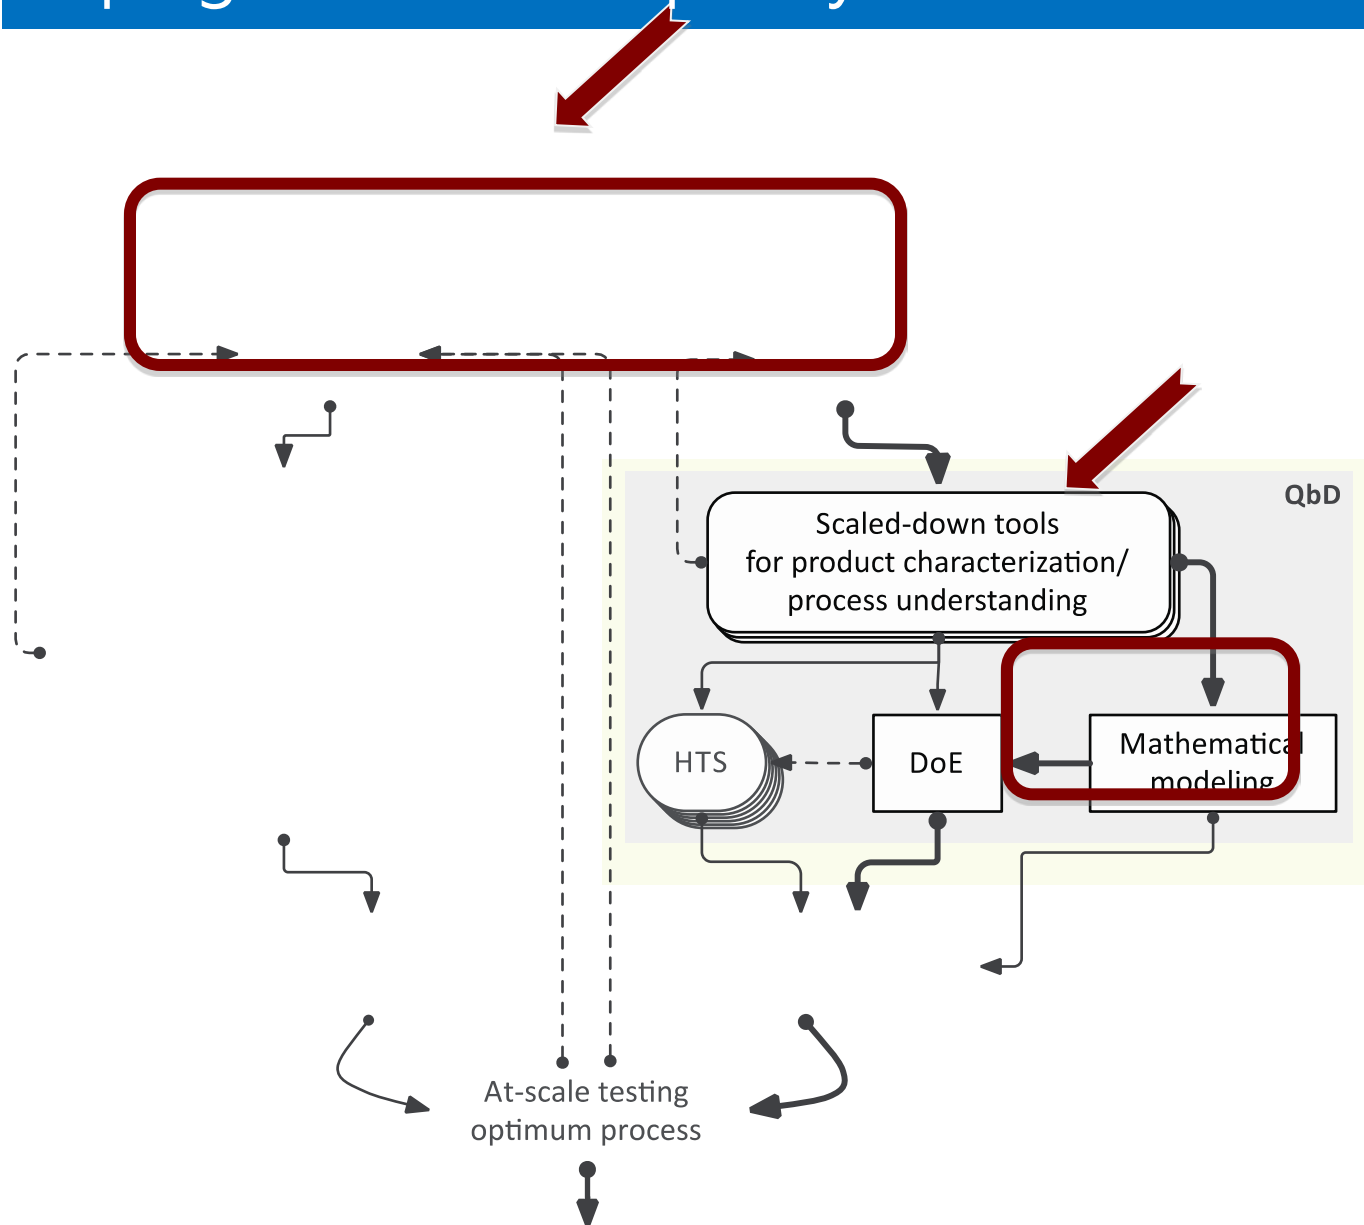 QbD
Scaled-down tools
for product characterization/
process understanding
HTS
DoE
Mathematical
modeling
At-scale testing
optimum process